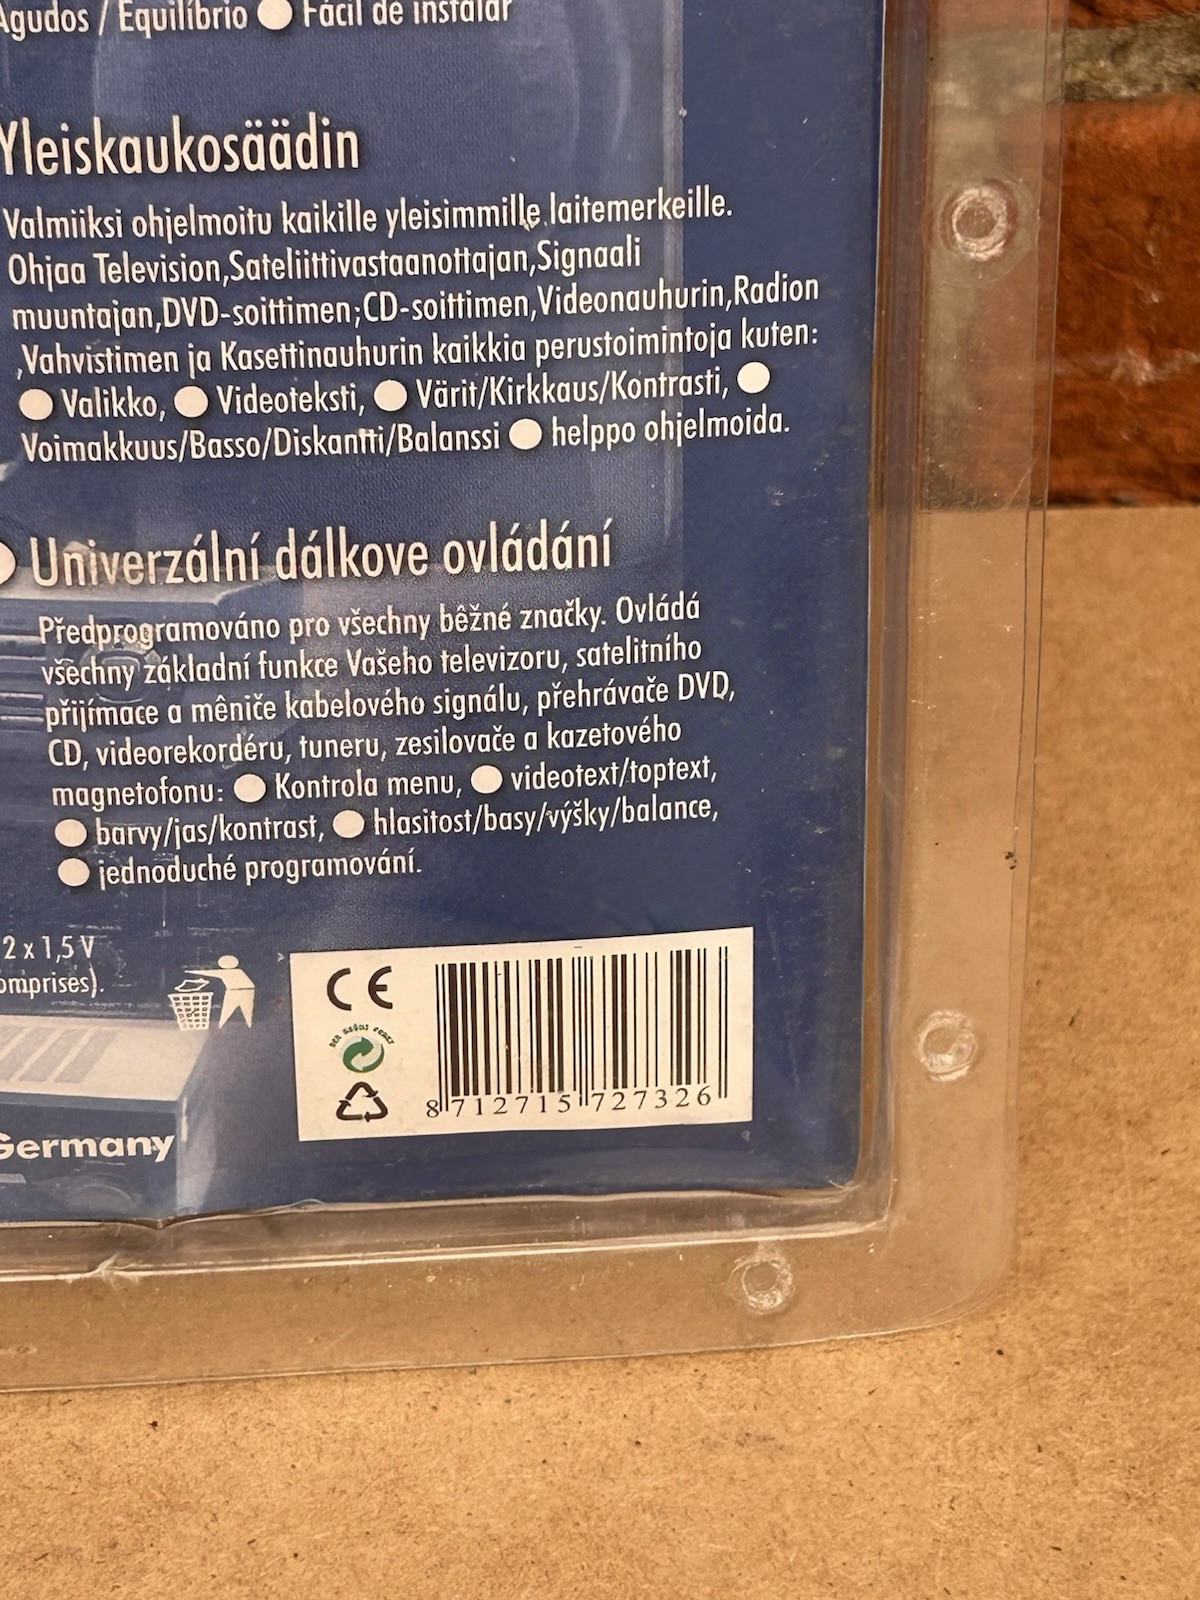 Agudos / Equilíbrio ● Fácil de instalar
Yleiskaukosäädin
Valmiiksi ohjelmoitu kaikille yleisimmille laitemerkeille.
Ohjaa Television,Sateliittivastaanottajan,Signaali
muuntajan,DVD-soittimen;CD-soittimen,Videonauhurin,Radion
,Vahvistimen ja Kasettinauhurin kaikkia perustoimintoja kuten:
● Valikko, ● Videoteksti, ● Värit/Kirkkaus/Kontrasti, ●
Voimakkuus/Basso/Diskantti/Balanssi ● helppo ohjelmoida.
● Univerzální dálkove ovládání
Předprogramováno pro všechny bêžné značky. Ovládá
všechny základní funkce Vašeho televizoru, satelitního
přijímace a mêniče kabelového signálu, přehrávače DVD,
CD, videorekordéru, tuneru, zesilovače a kazetového
magnetofonu: ● Kontrola menu, ● videotext/toptext,
● barvy/jas/kontrast, ● hlasitost/basy/výšky/balance,
● jednoduché programování.
2 x 1,5 V
omprises).
CE
8 712715 727326
Germany